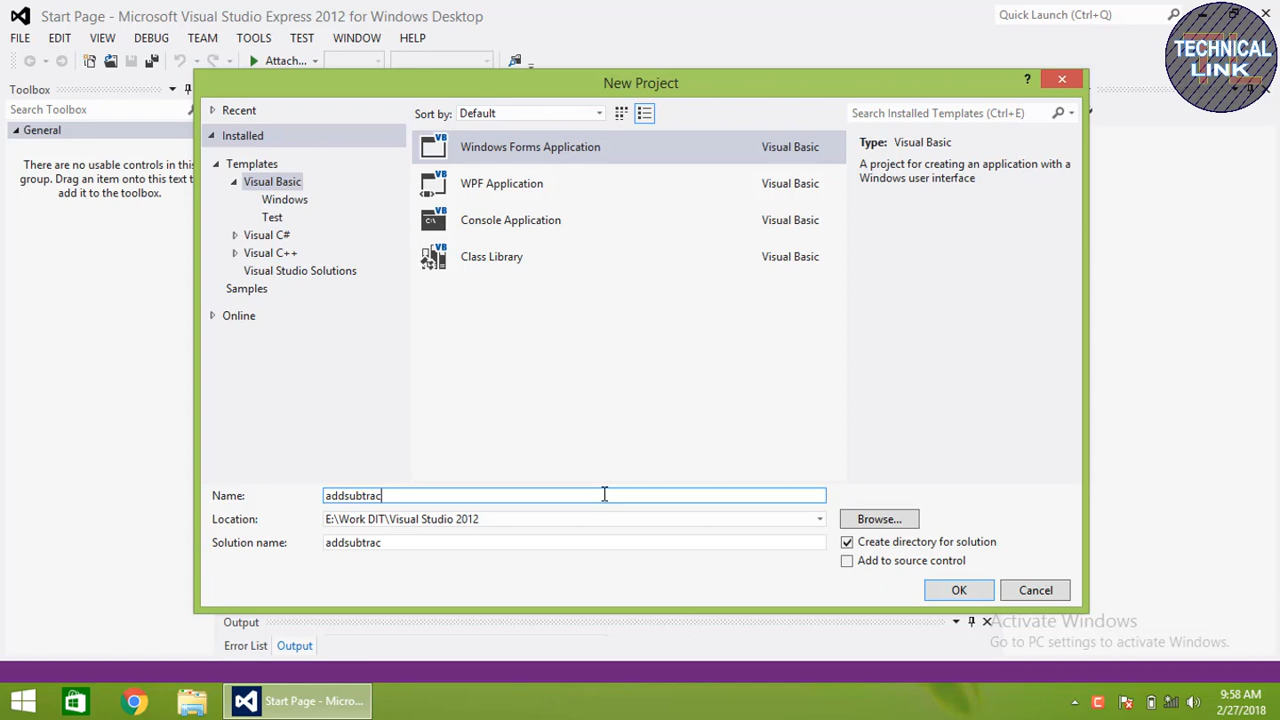 Start Page - Microsoft Visual Studio Express 2012 for Windows Desktop
Quick Launch (Ctrl+Q)
FILE EDIT VIEW DEBUG TEAM TOOLS TEST WINDOW HELP
TECHNICAL
LINK
Attach...
Toolbox
Search Toolbox
General
There are no usable controls in this
group. Drag an item onto this text t
add it to the toolbox.
New Project
?
Recent
Installed
Templates
Visual Basic
Windows
Test
Visual C#
Visual C++
Visual Studio Solutions
Samples
Online
Sort by: Default
VB Windows Forms Application Visual Basic
VB WPF Application Visual Basic
VB Console Application Visual Basic
VB Class Library Visual Basic
Search Installed Templates (Ctrl+E)
Type: Visual Basic
A project for creating an application with a
Windows user interface
Name: addsubtrac
Location: E:\Work DIT\Visual Studio 2012
Browse...
Solution name: addsubtrac
Create directory for solution
Add to source control
OK Cancel
Output
Error List Output
Activate Windows
Go to PC settings to activate Windows.
Start Page - Micro...
9:58 AM
2/27/2018